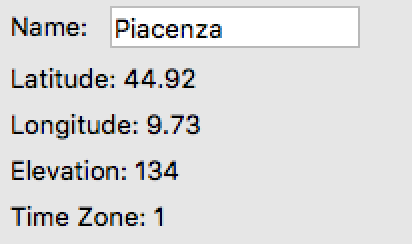 Name: Piacenza
Latitude: 44.92
Longitude: 9.73
Elevation: 134
Time Zone: 1